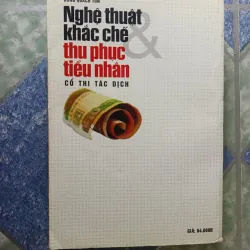 Nghệ thuật
&
khắc chế
thu phục
tiểu nhân
CỔ THI TÁC DỊCH